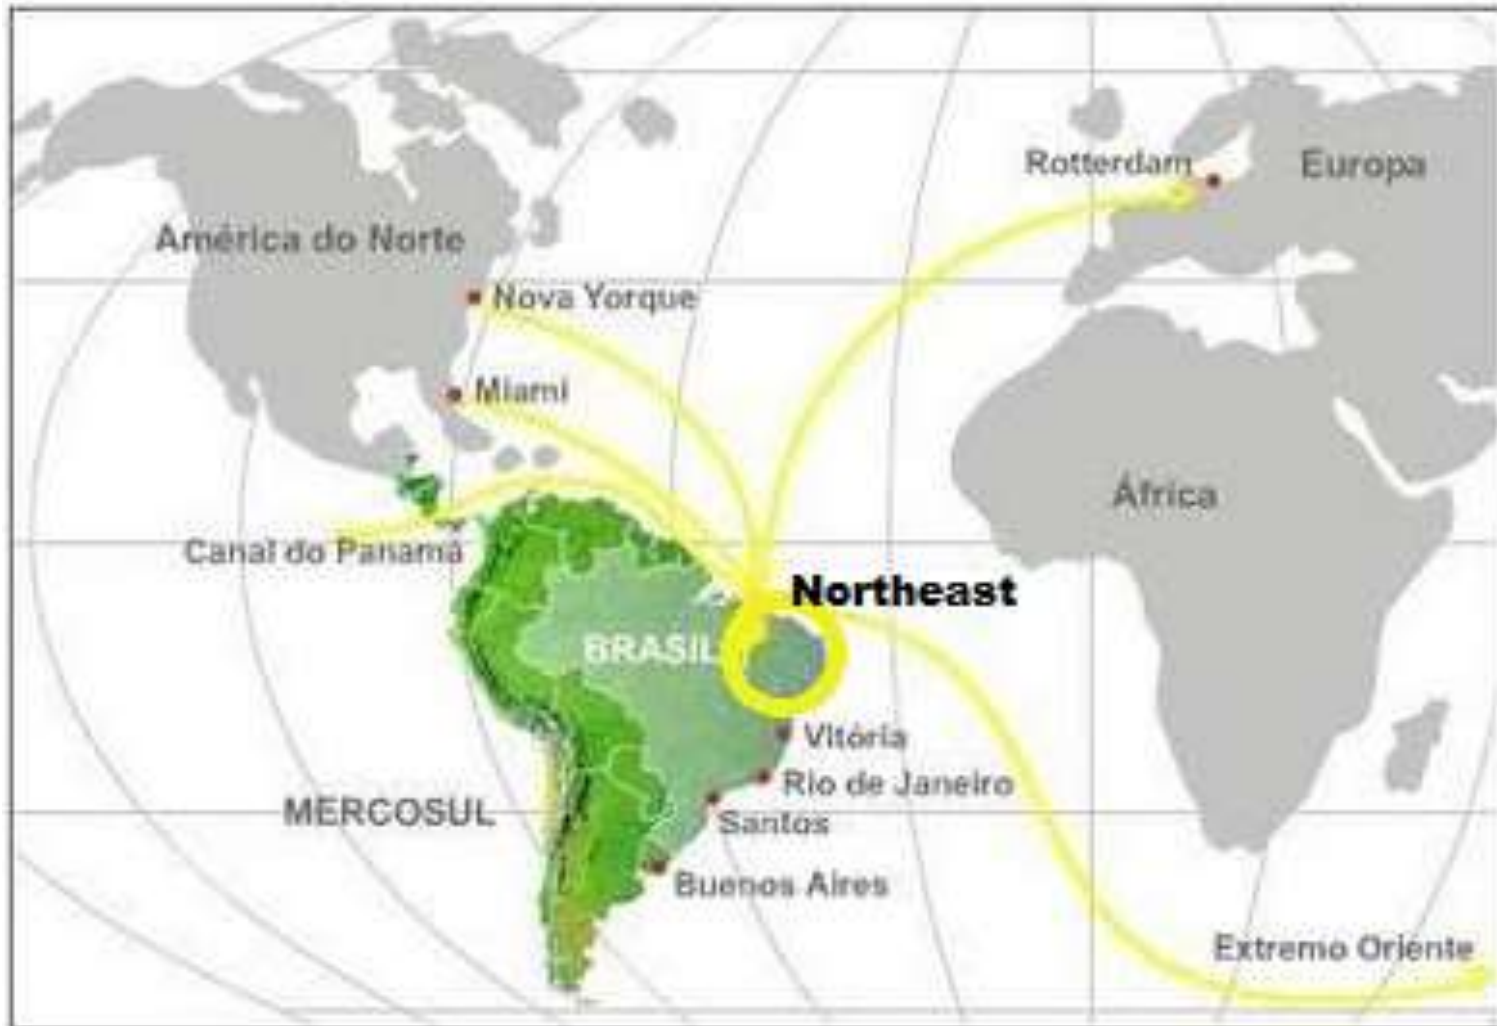 Rotterdam
Europa
América do Norte
Nova Yorque
Miami
África
Canal do Panamá
Northeast
BRASIL
Vitória
Rio de Janeiro
MERCOSUL
Santos
Buenos Aires
Extremo Oriente